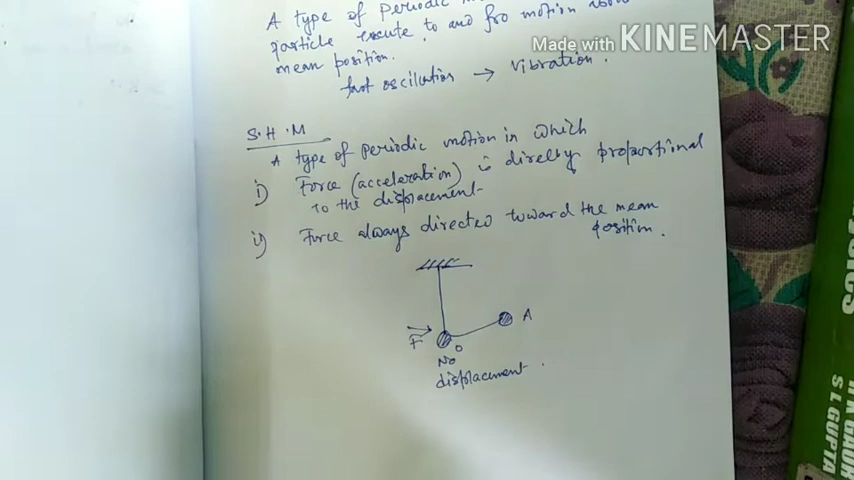 A type of periodic
particle execute to and fro motion about
mean position.
fast oscillation → vibration.
Made with KINEMASTER
S.H.M
A type of periodic motion in which
i) Force (acceleration) is direlby proportional
to the displacement
ii) Force always directed toward the mean
position.
A
F
O
No
displacement.
S L GUPTA